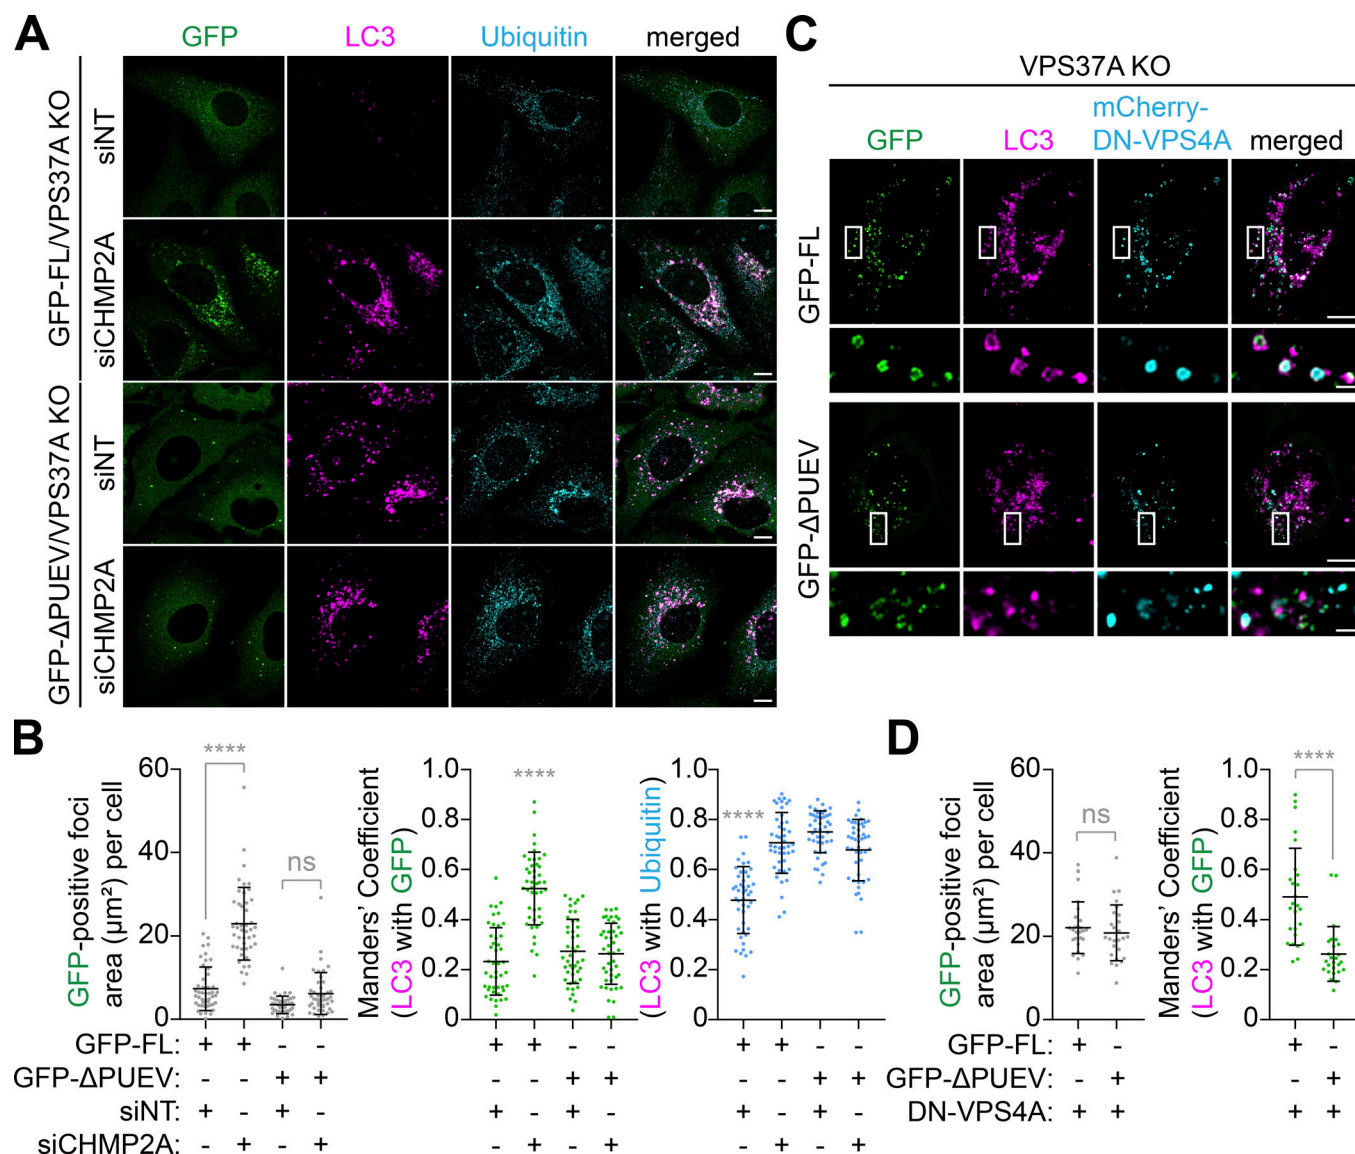 A
GFP LC3 Ubiquitin merged
GFP-FL/VPS37A KO
siNT
siCHMP2A
GFP-ΔPUEV/VPS37A KO
siNT
siCHMP2A
C
VPS37A KO
GFP LC3 mCherry-DN-VPS4A merged
GFP-FL
GFP-ΔPUEV
B
GFP-positive foci
area (µm²) per cell
60
40
20
0
****
ns
Manders' Coefficient
(LC3 with GFP)
1.0
0.8
0.6
0.4
0.2
0
****
Manders' Coefficient
(LC3 with Ubiquitin)
1.0
0.8
0.6
0.4
0.2
0
****
GFP-FL: + + - - + + - - + + - -
GFP-ΔPUEV: - - + + - - + + - - + +
siNT: + - + - + - + - + - + -
siCHMP2A: - + - + - + - + - + - +
D
GFP-positive foci
area (µm²) per cell
60
40
20
0
ns
Manders' Coefficient
(LC3 with GFP)
1.0
0.8
0.6
0.4
0.2
0
****
GFP-FL: + - + -
GFP-ΔPUEV: - + - +
DN-VPS4A: + + + +